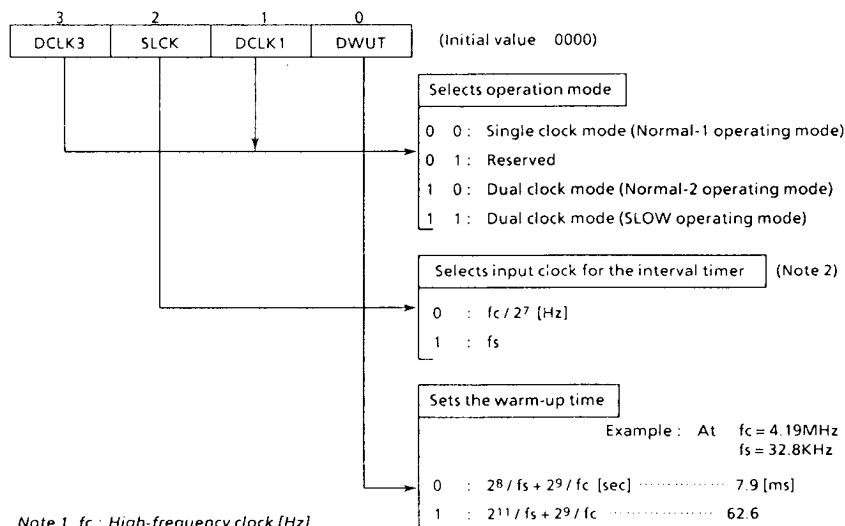 3 2 1 0
DCLK3 SLCK DCLK1 DWUT (Initial value 0000)
Selects operation mode
0 0 : Single clock mode (Normal-1 operating mode)
0 1 : Reserved
1 0 : Dual clock mode (Normal-2 operating mode)
1 1 : Dual clock mode (SLOW operating mode)
Selects input clock for the interval timer (Note 2)
0 : fc / 2⁷ [Hz]
1 : fs
Sets the warm-up time
Example : At fc = 4.19MHz
fs = 32.8KHz
0 : 2⁸ / fs + 2⁹ / fc [sec] ·············· 7.9 [ms]
1 : 2¹¹ / fs + 2⁹ / fc ·················· 62.6
Note 1. fc : High-frequency clock [Hz]